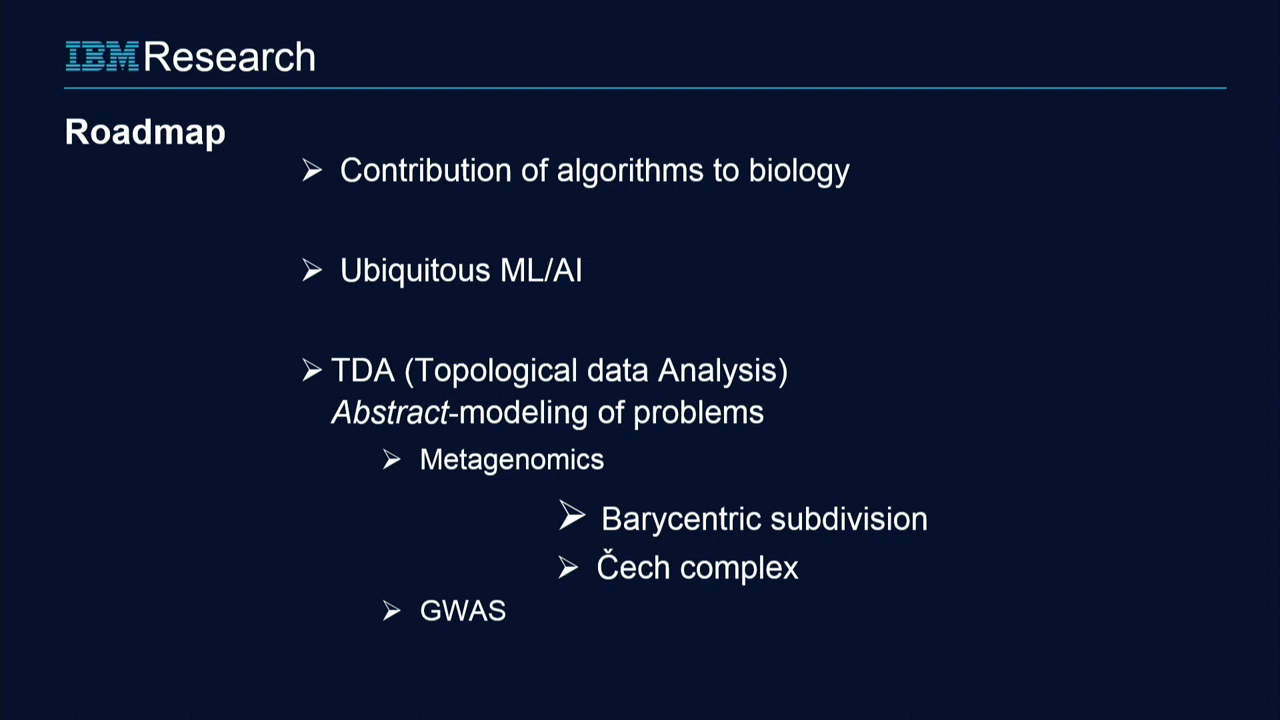 IBM Research
Roadmap
➢ Contribution of algorithms to biology
➢ Ubiquitous ML/AI
➢ TDA (Topological data Analysis)
Abstract-modeling of problems
➢ Metagenomics
➢ Barycentric subdivision
➢ Čech complex
➢ GWAS